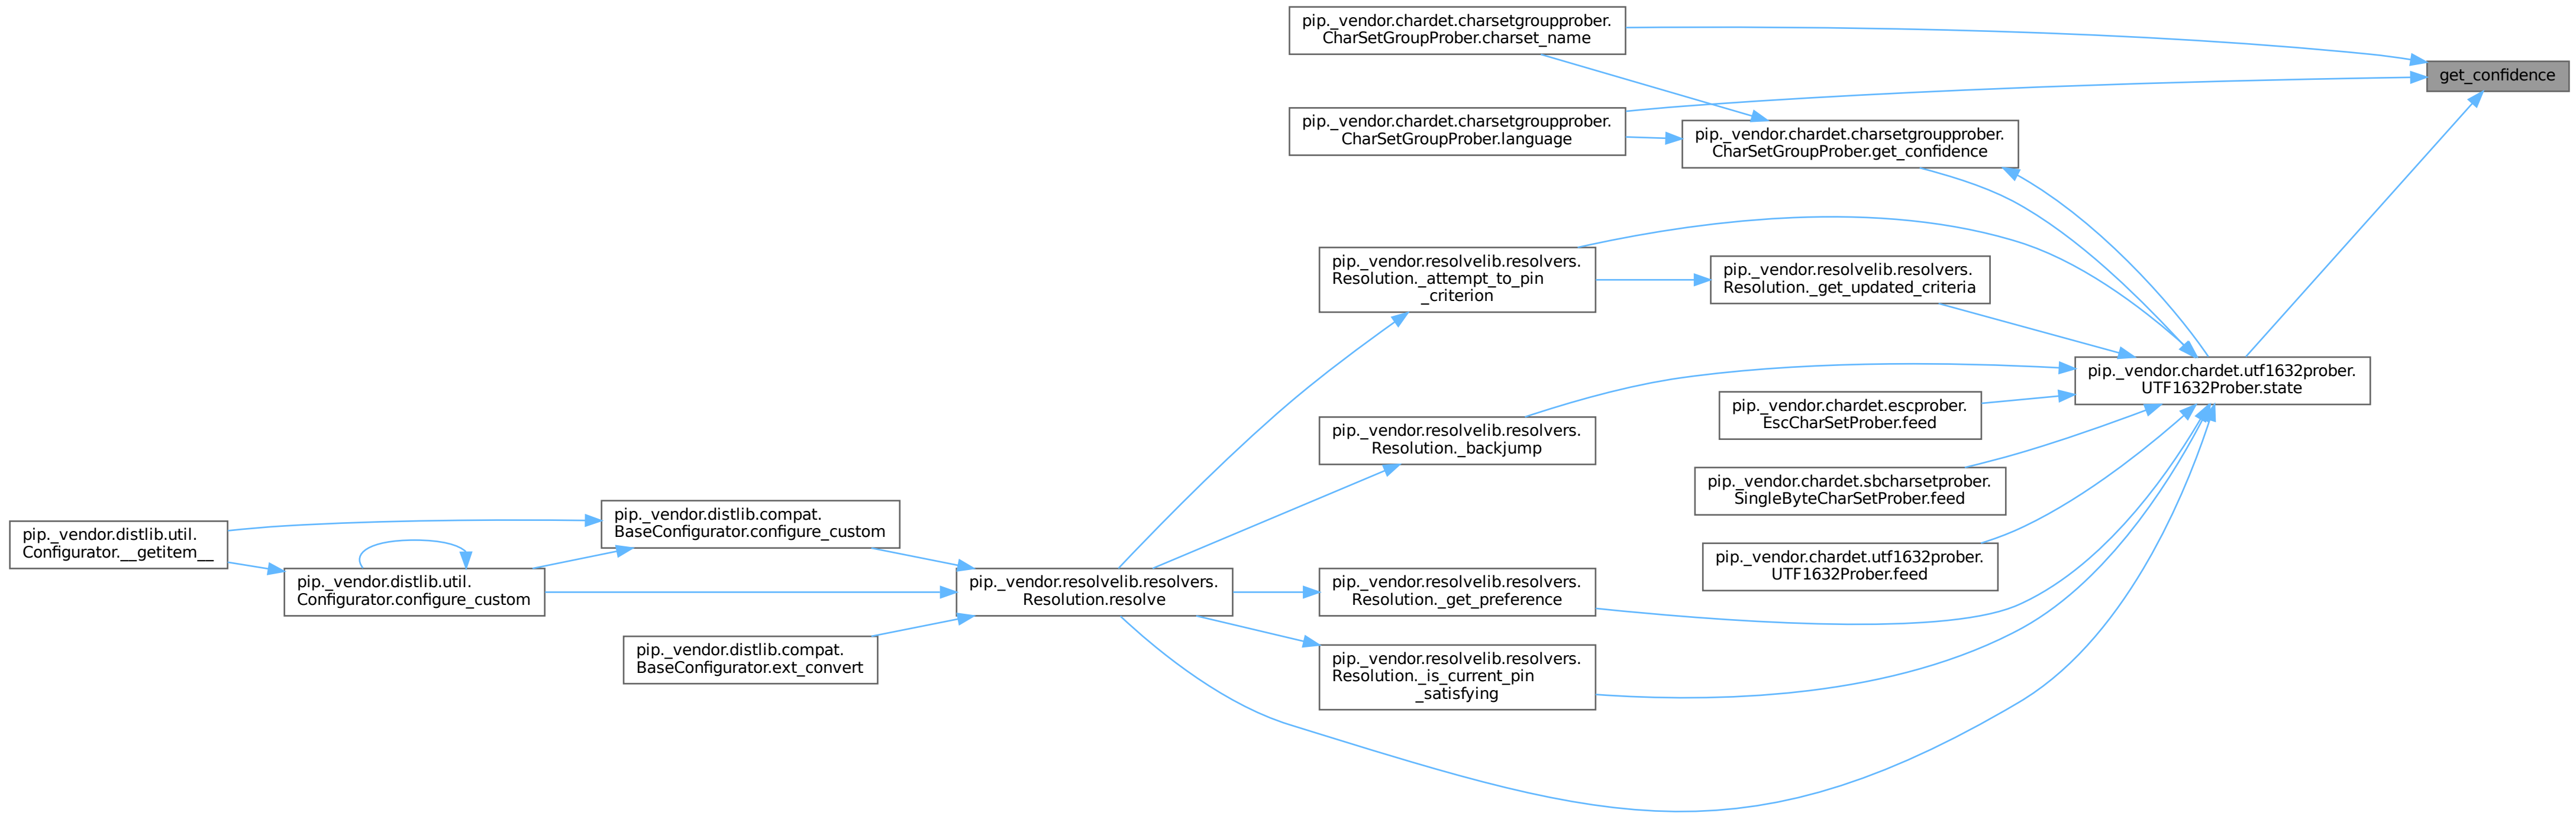 pip._vendor.chardet.charsetgroupprober.
CharSetGroupProber.charset_name
get_confidence
pip._vendor.chardet.charsetgroupprober.
CharSetGroupProber.language
pip._vendor.chardet.charsetgroupprober.
CharSetGroupProber.get_confidence
pip._vendor.resolvelib.resolvers.
Resolution._attempt_to_pin
_criterion
pip._vendor.resolvelib.resolvers.
Resolution._get_updated_criteria
pip._vendor.chardet.utf1632prober.
UTF1632Prober.state
pip._vendor.chardet.escprober.
EscCharSetProber.feed
pip._vendor.resolvelib.resolvers.
Resolution._backjump
pip._vendor.chardet.sbcharsetprober.
SingleByteCharSetProber.feed
pip._vendor.distlib.compat.
BaseConfigurator.configure_custom
pip._vendor.distlib.util.
Configurator.__getitem__
pip._vendor.chardet.utf1632prober.
UTF1632Prober.feed
pip._vendor.distlib.util.
Configurator.configure_custom
pip._vendor.resolvelib.resolvers.
Resolution.resolve
pip._vendor.resolvelib.resolvers.
Resolution._get_preference
pip._vendor.distlib.compat.
BaseConfigurator.ext_convert
pip._vendor.resolvelib.resolvers.
Resolution._is_current_pin
_satisfying